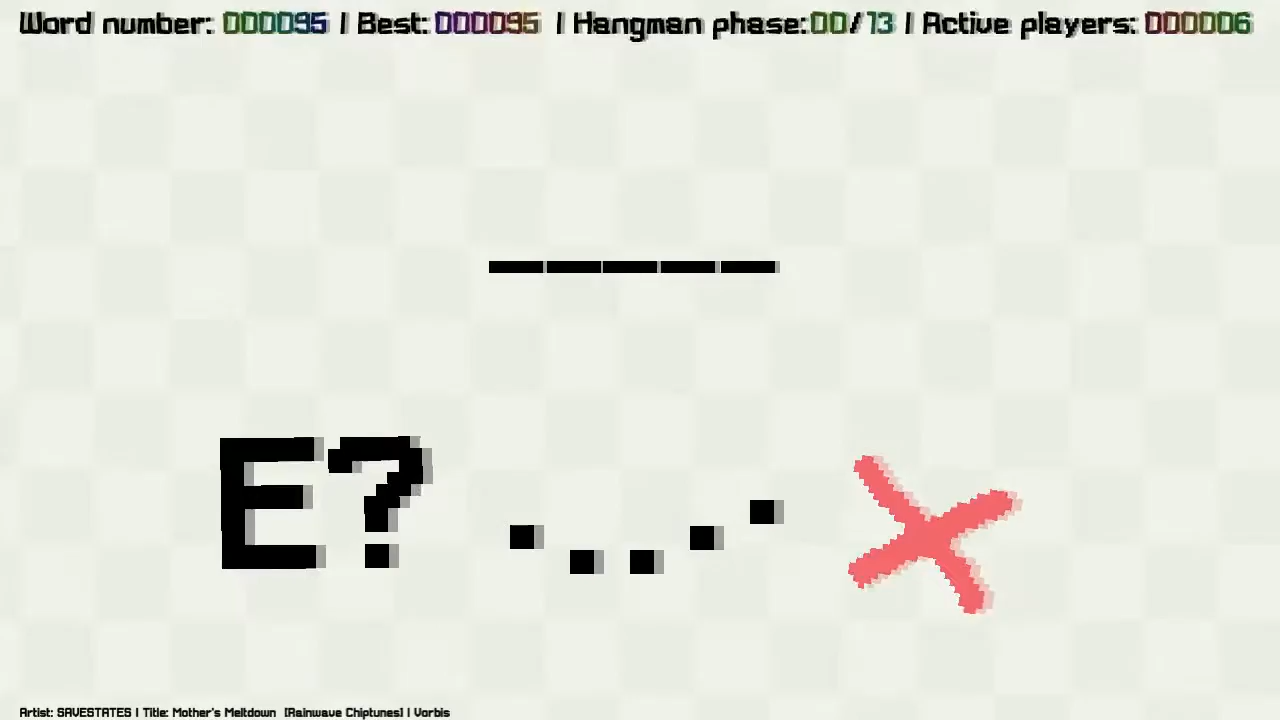 Word number: 000095 | Best: 000095 | Hangman phase:00/13 | Active players: 000006
_____
E? .....
Artist: SAVESTATES | Title: Mother's Meltdown [Rainwave Chiptunes] | Vorbis